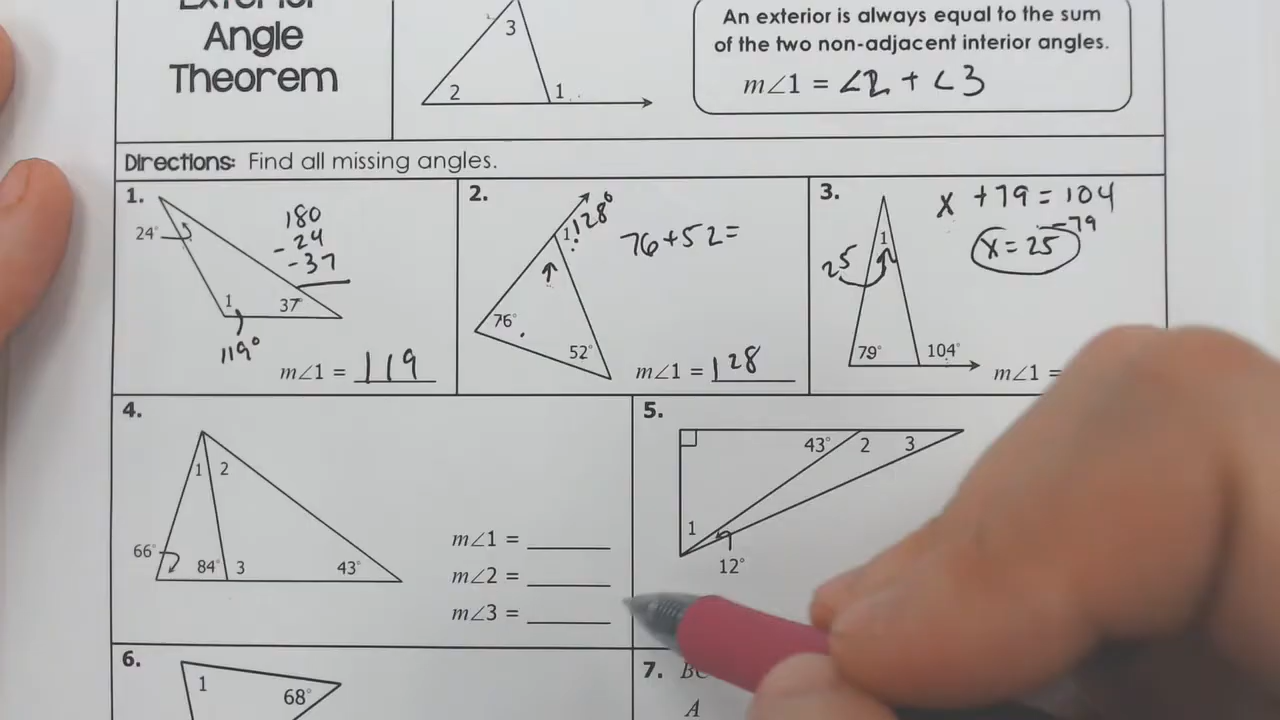 Exterior
Angle
Theorem
3
2
1
An exterior is always equal to the sum
of the two non-adjacent interior angles.
m∠1 = ∠2 + ∠3
Directions: Find all missing angles.
1.
24°
1
37°
119°
180
- 24
- 37
m∠1 = 119
2.
1
128°
76°
52°
76+52=
m∠1 = 128
3.
1
25
79°
104°
x + 79 = 104
-79
x = 25
m∠1 =
4.
1
2
66°
84°
3
43°
m∠1 =
m∠2 =
m∠3 =
5.
43°
2
3
1
12°
6.
1
68°
7.
A